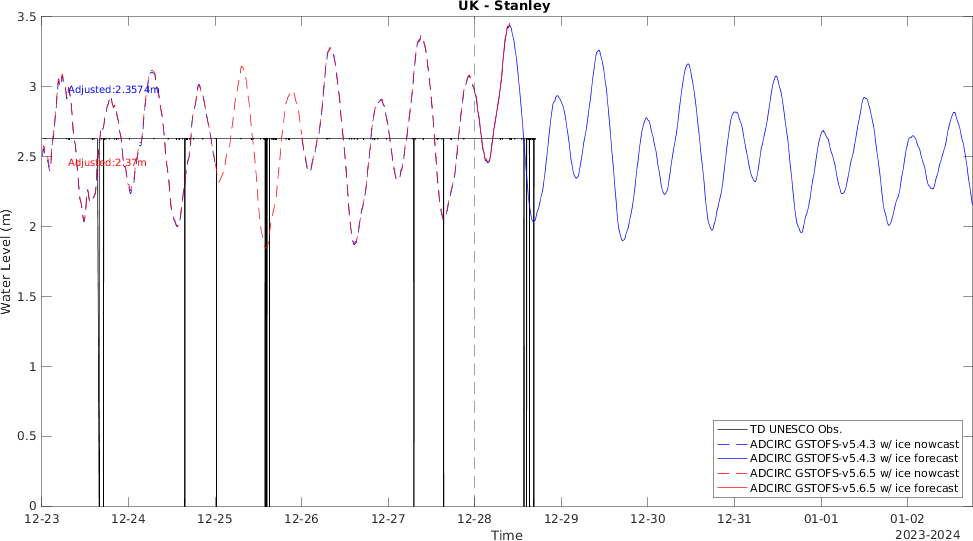 UK - Stanley
3.5
3
2.5
2
1.5
1
0.5
0
Water Level (m)
Adjusted:2.3574m
Adjusted:2.37m
TD UNESCO Obs.
ADCIRC GSTOFS-v5.4.3 w/ ice nowcast
ADCIRC GSTOFS-v5.4.3 w/ ice forecast
ADCIRC GSTOFS-v5.6.5 w/ ice nowcast
ADCIRC GSTOFS-v5.6.5 w/ ice forecast
12-23 12-24 12-25 12-26 12-27 12-28 12-29 12-30 12-31 01-01 01-02
Time
2023-2024